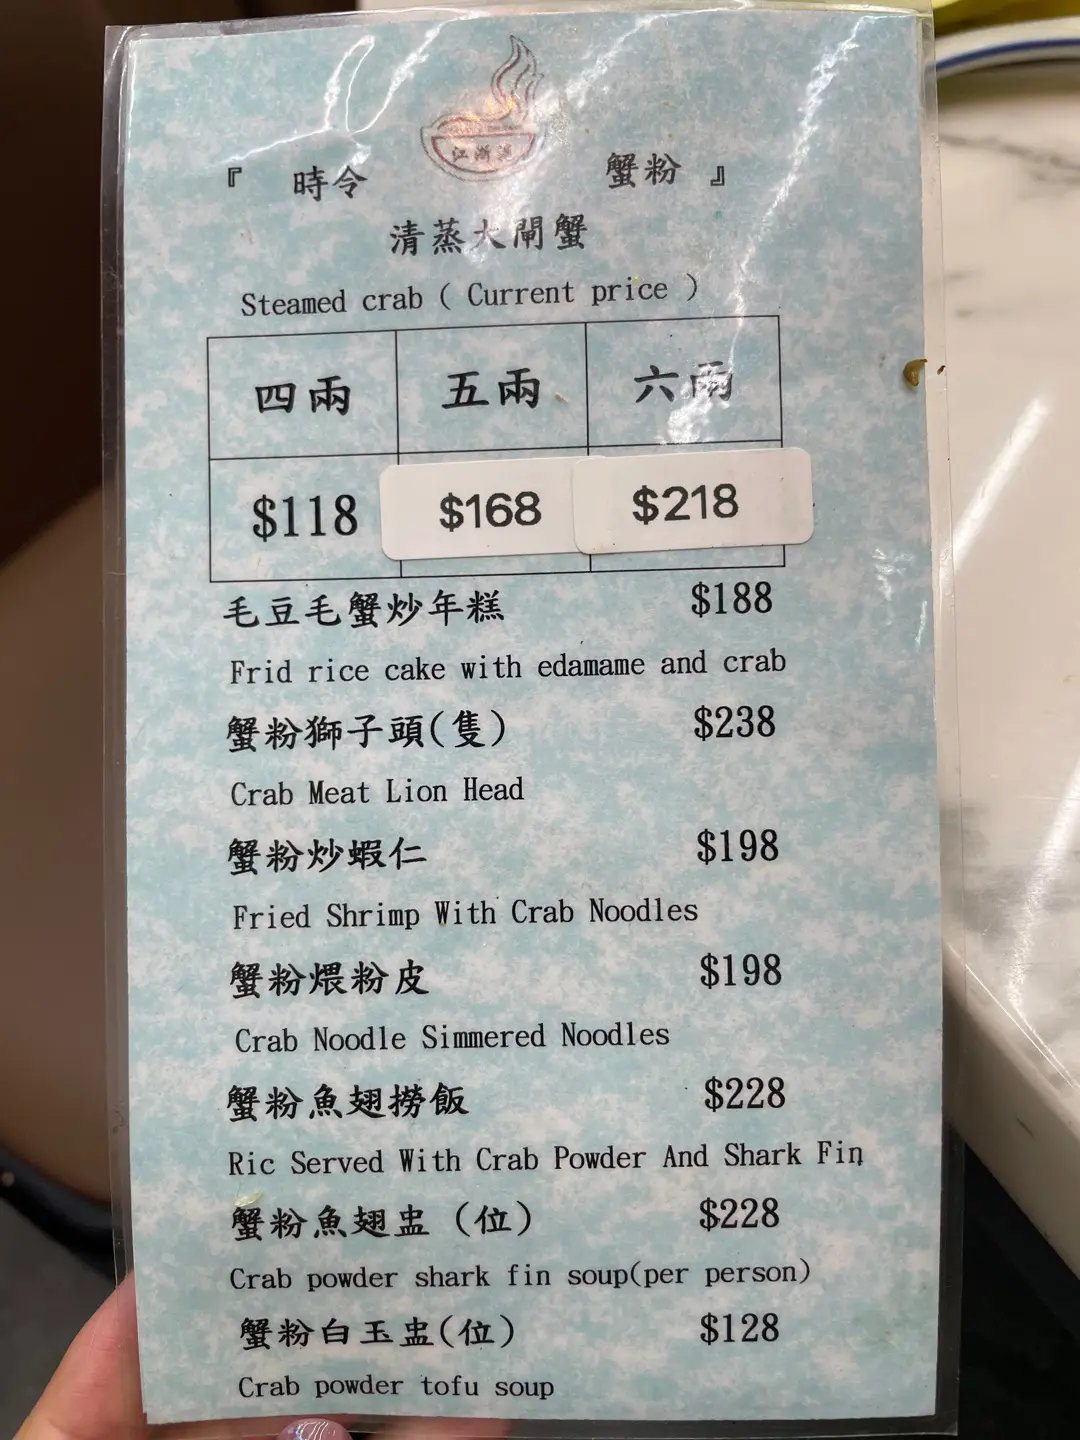 江浙滬
『 時令 蟹粉 』
清蒸大閘蟹
Steamed crab ( Current price )
四兩 五兩 六兩
$118 $168 $218
毛豆毛蟹炒年糕 $188
Frid rice cake with edamame and crab
蟹粉獅子頭(隻) $238
Crab Meat Lion Head
蟹粉炒蝦仁 $198
Fried Shrimp With Crab Noodles
蟹粉煨粉皮 $198
Crab Noodle Simmered Noodles
蟹粉魚翅撈飯 $228
Ric Served With Crab Powder And Shark Fin
蟹粉魚翅盅 (位) $228
Crab powder shark fin soup(per person)
蟹粉白玉盅(位) $128
Crab powder tofu soup